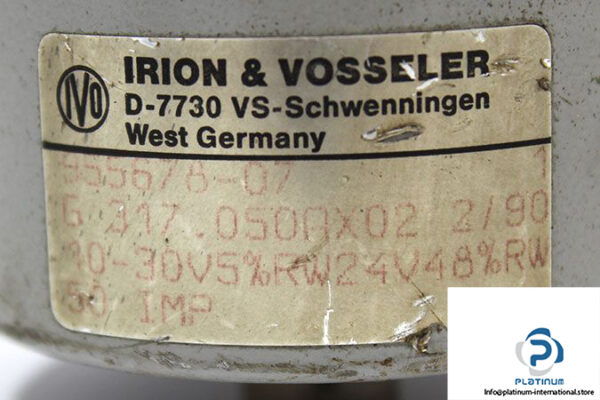 IVO
IRION & VOSSELER
D-7730 VS-Schwenningen
West Germany
955678-07 1
G 317.0500X02 2/90
10-30V5%RW24V48%RW
50 IMP
PLATINUM
Info@platinum-international.store